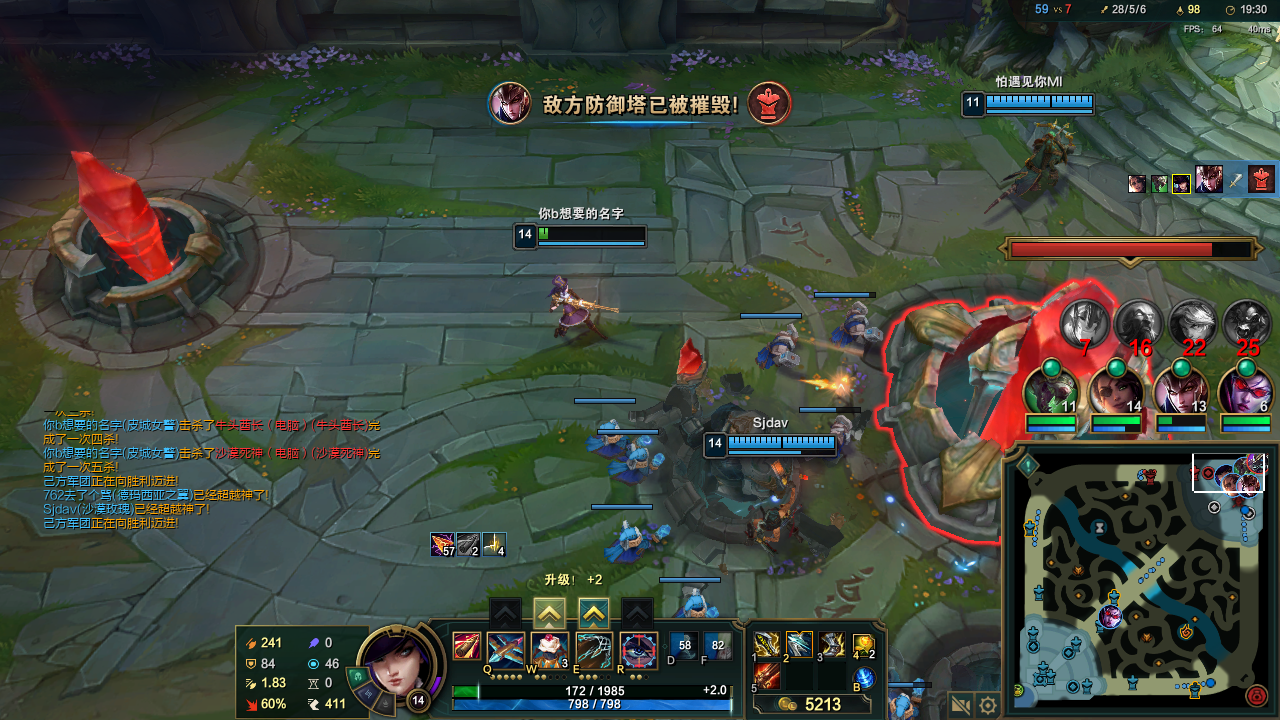 59 vs 7 28/5/6 98 19:30
FPS: 64 40ms
怕遇见你MI
11
敌方防御塔已被摧毁!
你b想要的名字
14
7 16 22 25
11 14 13 6
Sjdav
14
你b想要的名字(皮城女警)击杀了牛头酋长（电脑）(牛头酋长)完
成了一次四杀!
你b想要的名字(皮城女警)击杀了沙漠死神（电脑）(沙漠死神)完
成了一次五杀!
己方军团正在向胜利迈进!
762去了个寞(德玛西亚之翼)已经超越神了!
Sjdav(沙漠玫瑰)已经超越神了!
己方军团正在向胜利迈进!
57 2 4
升级! +2
241 0
84 46
1.83 0
60% 411
14
Q W 3 E R D 58 F 82
172 / 1985 +2.0
798 / 798
1 2 3 4 2
5 B
5213